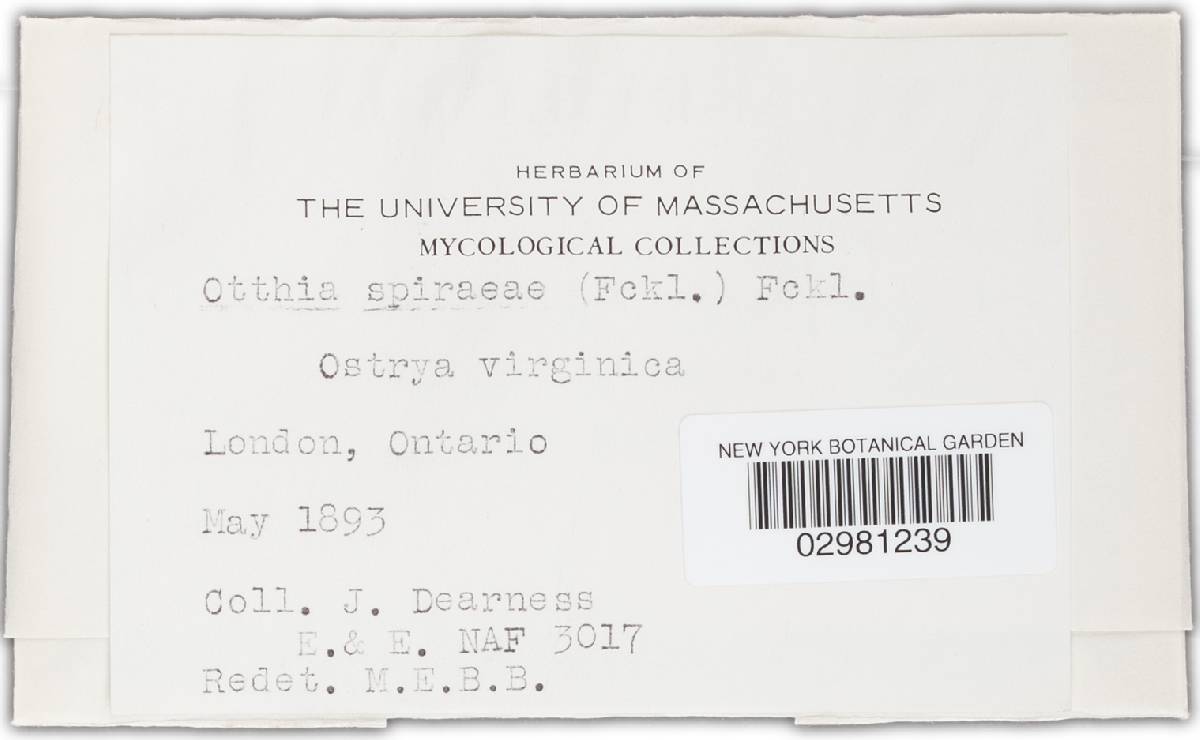 HERBARIUM OF
THE UNIVERSITY OF MASSACHUSETTS
MYCOLOGICAL COLLECTIONS
Otthia spiraeae (Fckl.) Fckl.
Ostrya virginica
London, Ontario
May 1893
Coll. J. Dearness
E.& E. NAF 3017
Redet. M.E.B.B.
NEW YORK BOTANICAL GARDEN
02981239